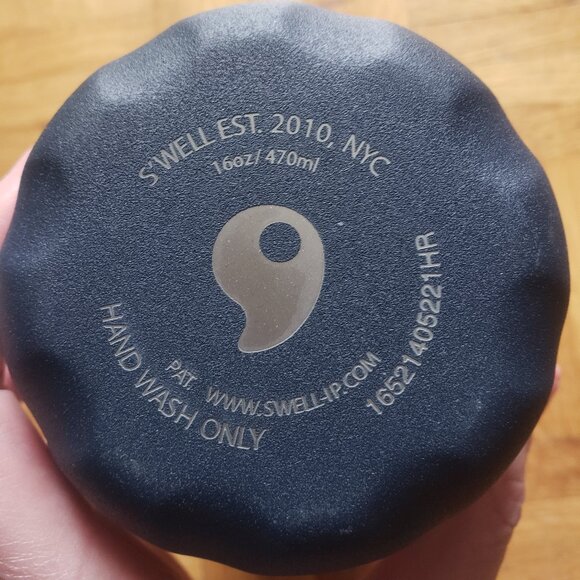 S'WELL EST. 2010, NYC
16oz/ 470ml
PAT. WWW.SWELL-IP.COM
HAND WASH ONLY
16521405221HR